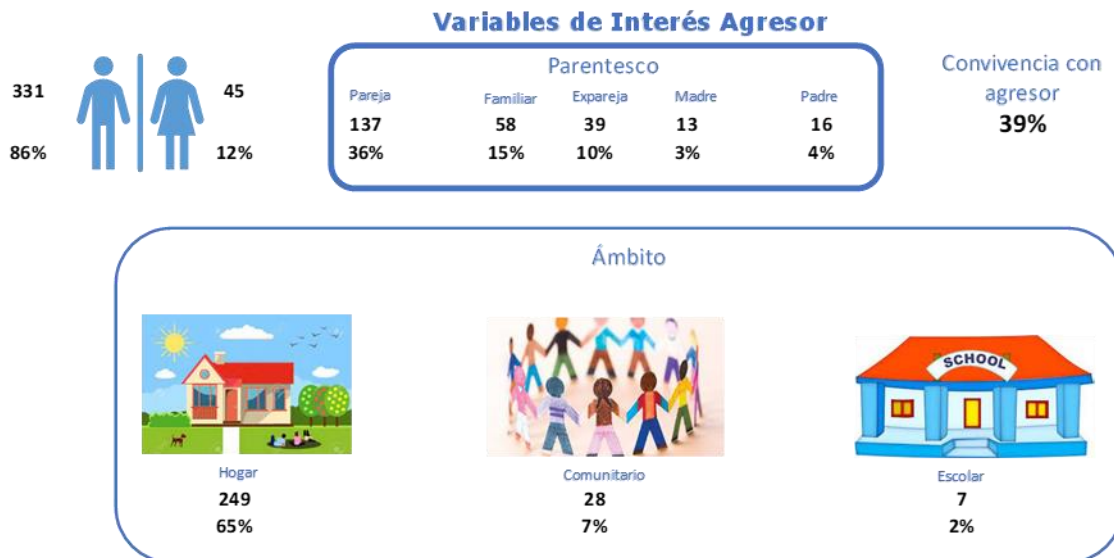 Variables de Interés Agresor
331
45
86%
12%
Parentesco
Pareja Familiar Expareja Madre Padre
137 58 39 13 16
36% 15% 10% 3% 4%
Convivencia con
agresor
39%
Ámbito
SCHOOL
Hogar Comunitario Escolar
249 28 7
65% 7% 2%